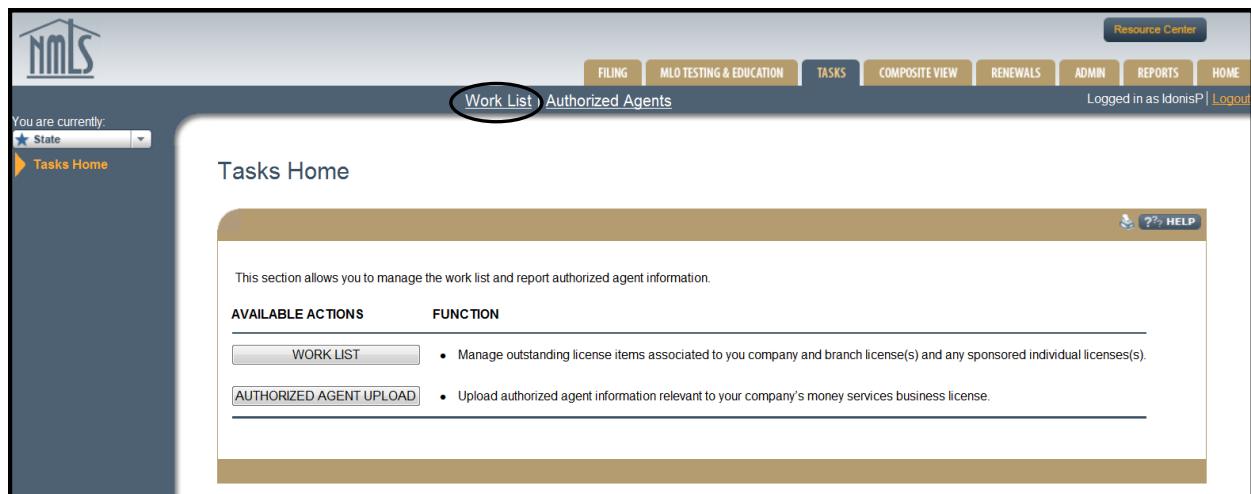 NMLS
Resource Center
FILING MLO TESTING & EDUCATION TASKS COMPOSITE VIEW RENEWALS ADMIN REPORTS HOME
Work List | Authorized Agents
Logged in as IdonisP | Logout
You are currently:
State
Tasks Home
Tasks Home
??? HELP
This section allows you to manage the work list and report authorized agent information.
AVAILABLE ACTIONS FUNCTION
WORK LIST • Manage outstanding license items associated to you company and branch license(s) and any sponsored individual licenses(s).
AUTHORIZED AGENT UPLOAD • Upload authorized agent information relevant to your company's money services business license.